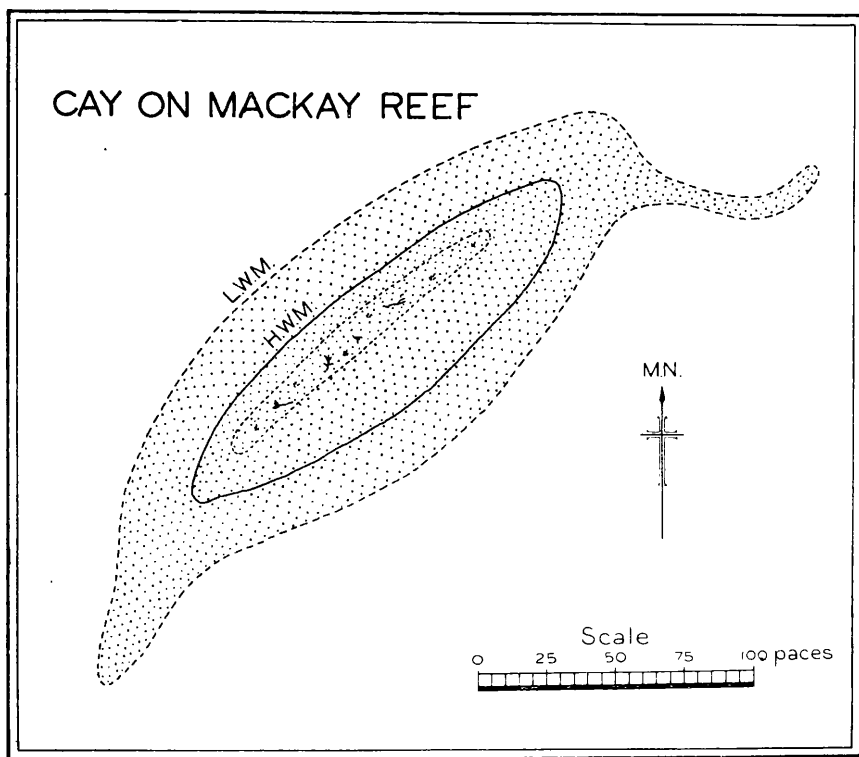 CAY ON MACKAY REEF
L.W.M.
H.W.M.
M.N.
Scale
0 25 50 75 100 paces